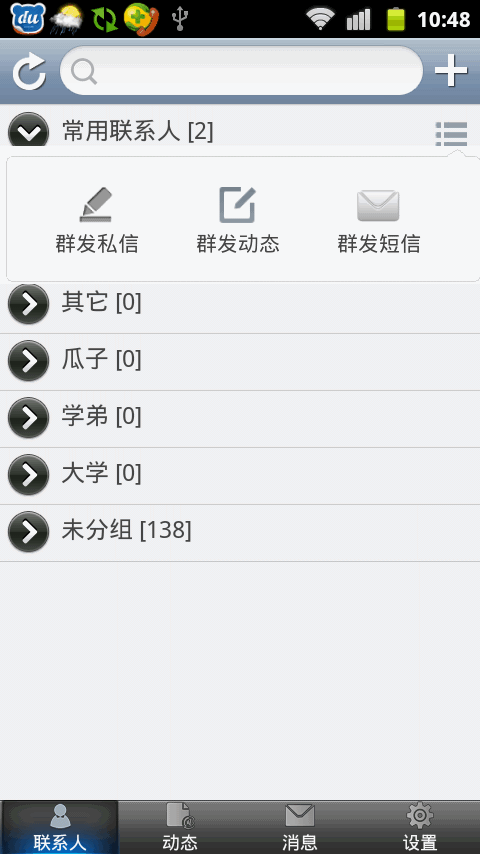 du
10:48
常用联系人 [2]
群发私信 群发动态 群发短信
其它 [0]
瓜子 [0]
学弟 [0]
大学 [0]
未分组 [138]
联系人 动态 消息 设置